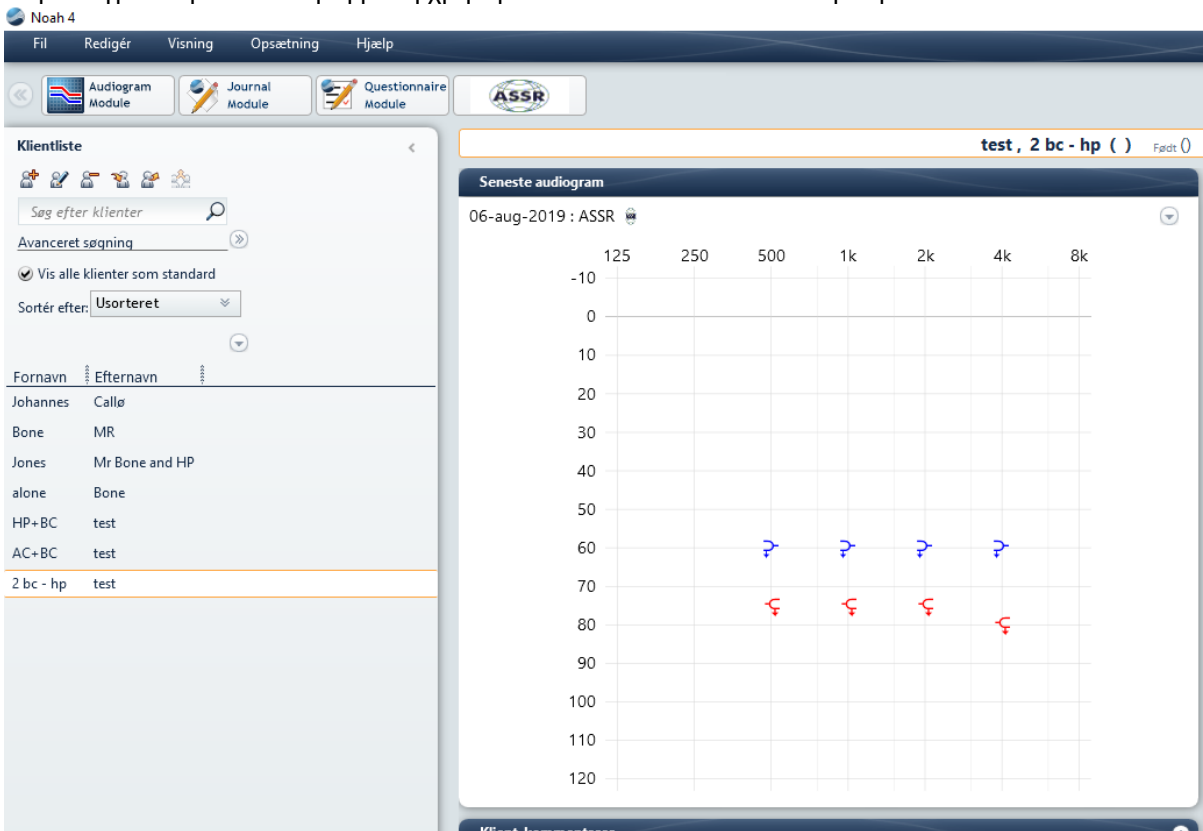 Noah 4
Fil Redigér Visning Opsætning Hjælp
Audiogram Module
Journal Module
Questionnaire Module
ASSR
Klientliste
Søg efter klienter
Avanceret søgning
Vis alle klienter som standard
Sortér efter: Usorteret
Fornavn Efternavn
Johannes Callø
Bone MR
Jones Mr Bone and HP
alone Bone
HP+BC test
AC+BC test
2 bc - hp test
test , 2 bc - hp ( ) Født ()
Seneste audiogram
06-aug-2019 : ASSR
125 250 500 1k 2k 4k 8k
-10
0
10
20
30
40
50
60
70
80
90
100
110
120